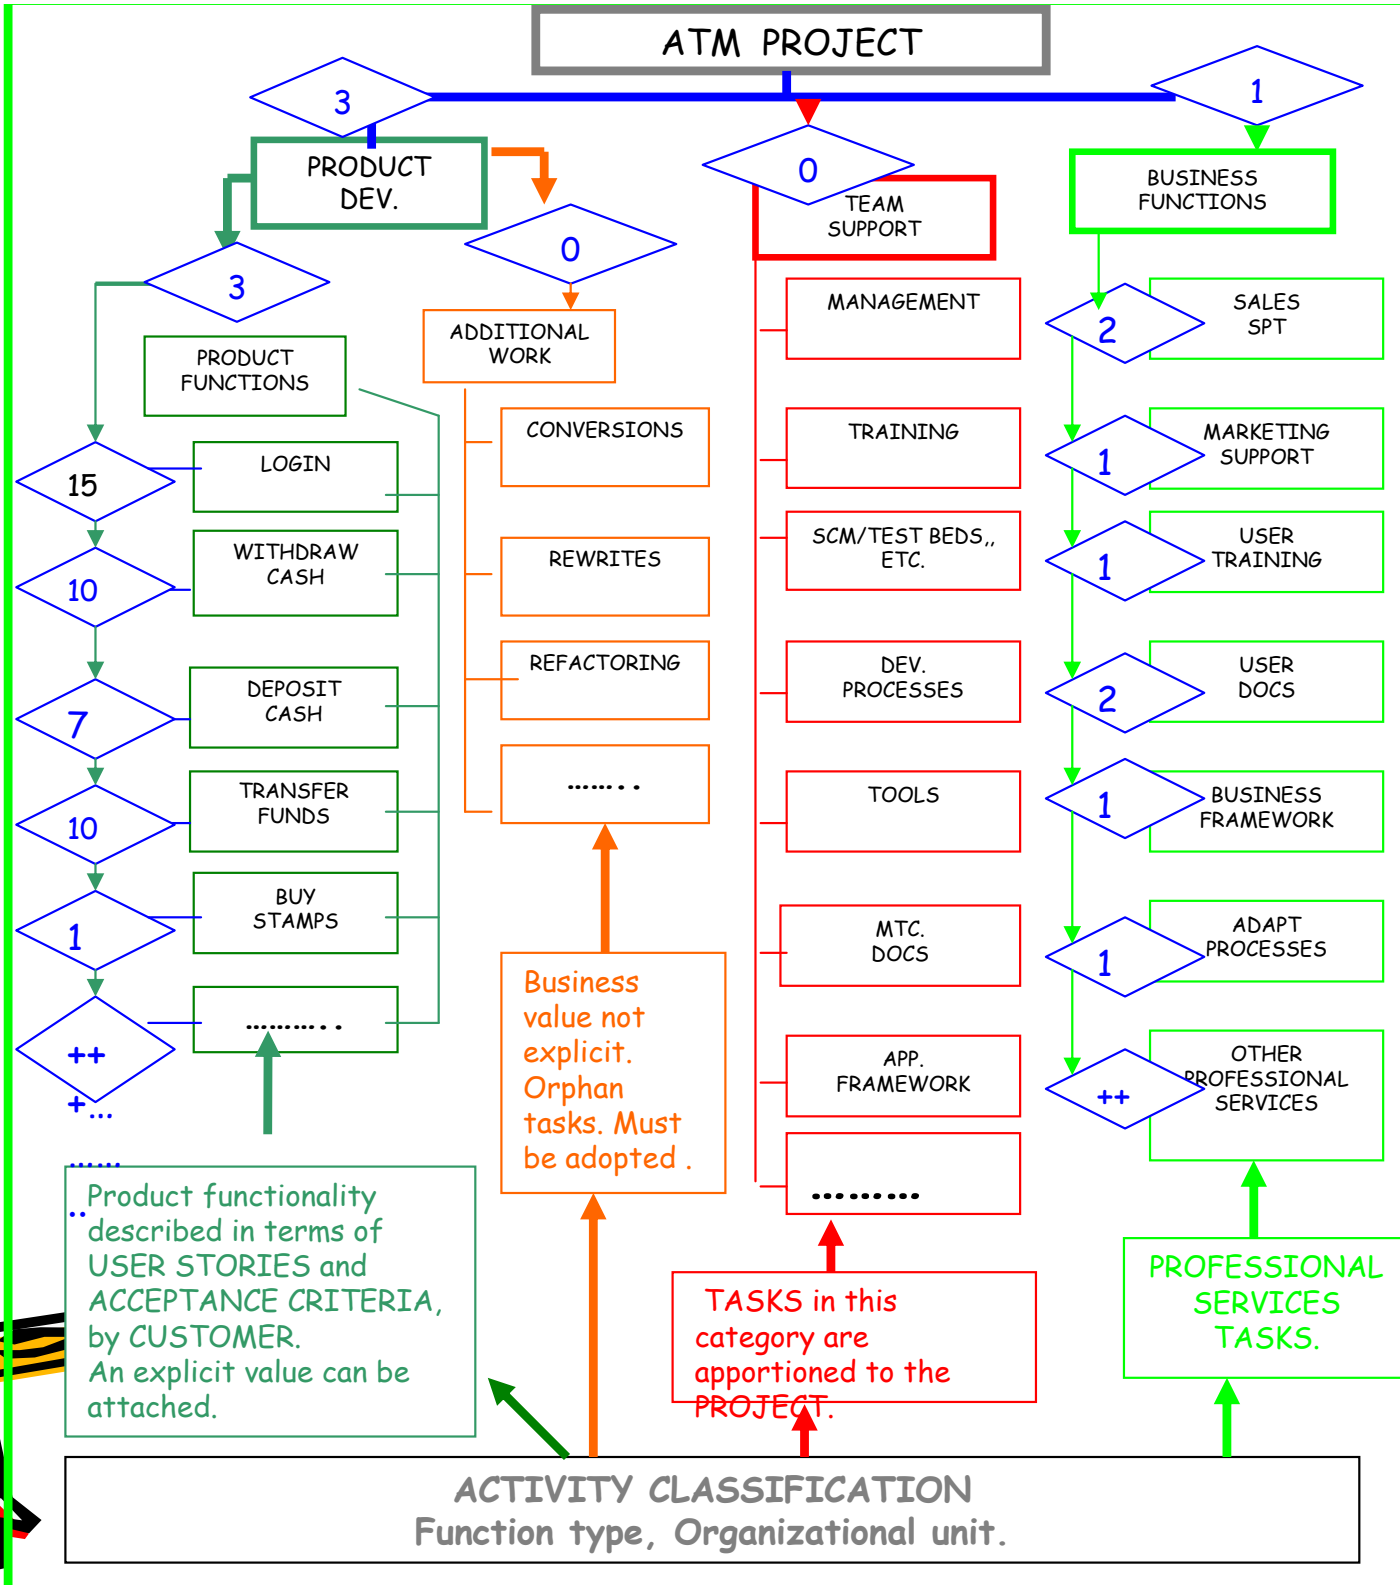 ATM PROJECT
3
1
0
PRODUCT
DEV.
TEAM
SUPPORT
BUSINESS
FUNCTIONS
3
0
PRODUCT
FUNCTIONS
15
LOGIN
10
WITHDRAW
CASH
7
DEPOSIT
CASH
10
TRANSFER
FUNDS
1
BUY
STAMPS
++
+...
...........
ADDITIONAL
WORK
CONVERSIONS
REWRITES
REFACTORING
........
MANAGEMENT
TRAINING
SCM/TEST BEDS,,
ETC.
DEV.
PROCESSES
TOOLS
MTC.
DOCS
APP.
FRAMEWORK
.........
2
SALES
SPT
1
MARKETING
SUPPORT
1
USER
TRAINING
2
USER
DOCS
1
BUSINESS
FRAMEWORK
1
ADAPT
PROCESSES
++
OTHER
PROFESSIONAL
SERVICES
......
..
Product functionality
described in terms of
USER STORIES and
ACCEPTANCE CRITERIA,
by CUSTOMER.
An explicit value can be
attached.
Business
value not
explicit.
Orphan
tasks. Must
be adopted .
TASKS in this
category are
apportioned to the
PROJECT.
PROFESSIONAL
SERVICES
TASKS.
ACTIVITY CLASSIFICATION
Function type, Organizational unit.